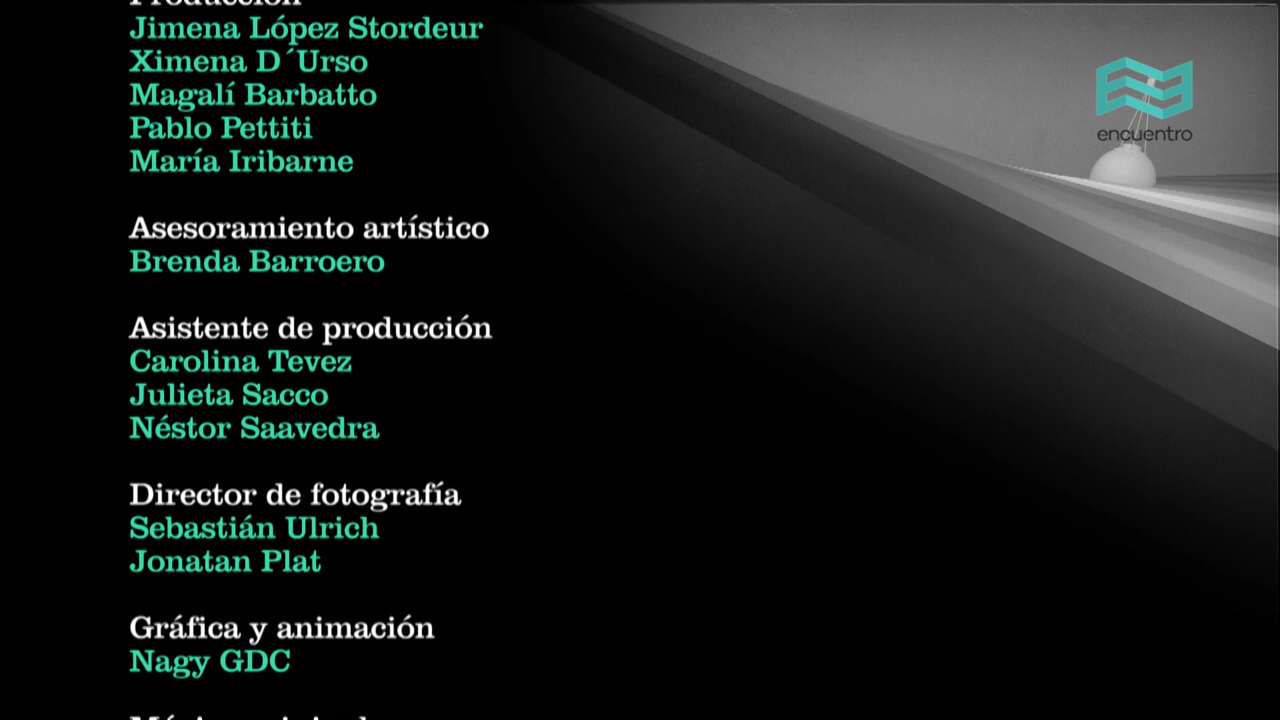 Producción
Jimena López Stordeur
Ximena D´Urso
Magalí Barbatto
Pablo Pettiti
María Iribarne
Asesoramiento artístico
Brenda Barroero
Asistente de producción
Carolina Tevez
Julieta Sacco
Néstor Saavedra
Director de fotografía
Sebastián Ulrich
Jonatan Plat
Gráfica y animación
Nagy GDC
encuentro